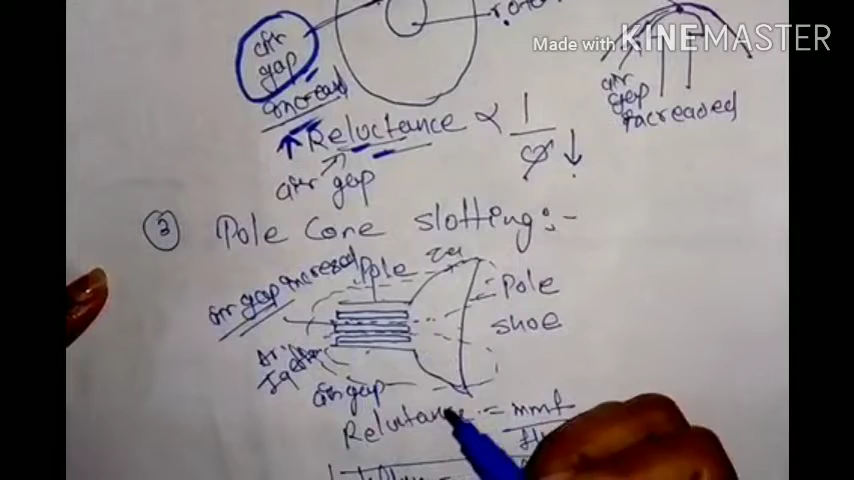 rotor
Made with KINEMASTER
air
gap
increased
air
gap
increaded
↑ Reluctance ∝ 1/φ ↓
air gap
③ Pole Core slotting :-
air gap increased
Pole
Pole
shoe
air gap
Reluctance = mmf